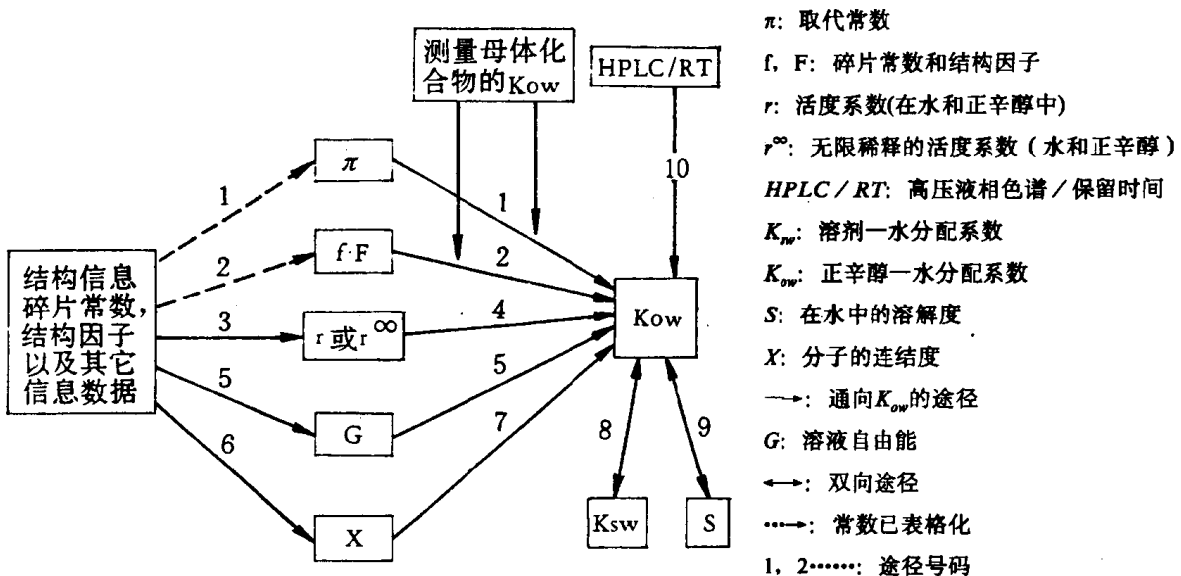 测量母体化
合物的Kow
HPLC/RT
10
1
π
1
2
f·F
2
结构信息
碎片常数,
结构因子
以及其它
信息数据
3
r或r∞
4
Kow
5
G
5
6
X
7
8
9
Ksw
S
π: 取代常数
f, F: 碎片常数和结构因子
r: 活度系数(在水和正辛醇中)
r∞: 无限稀释的活度系数(水和正辛醇)
HPLC/RT: 高压液相色谱/保留时间
Ksw: 溶剂—水分配系数
Kow: 正辛醇—水分配系数
S: 在水中的溶解度
X: 分子的连结度
→: 通向Kow的途径
G: 溶液自由能
↔: 双向途径
···→: 常数已表格化
1, 2······: 途径号码